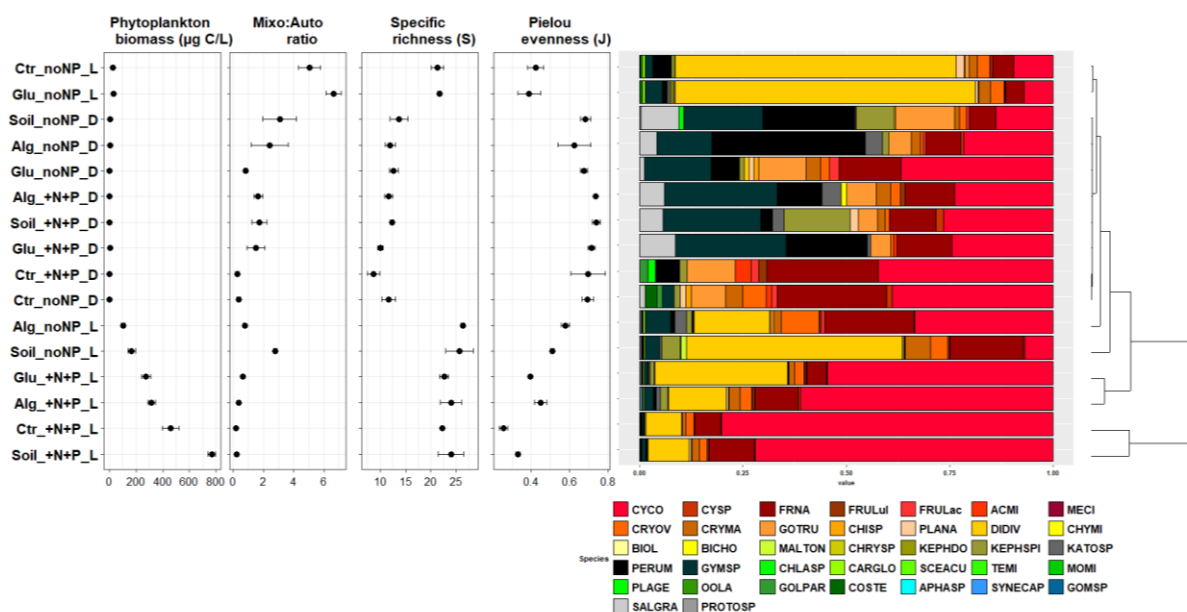 Phytoplankton biomass (µg C/L)
Mixo:Auto ratio
Specific richness (S)
Pielou evenness (J)
Ctr_noNP_L
Glu_noNP_L
Soil_noNP_D
Alg_noNP_D
Glu_noNP_D
Alg_+N+P_D
Soil_+N+P_D
Glu_+N+P_D
Ctr_+N+P_D
Ctr_noNP_D
Alg_noNP_L
Soil_noNP_L
Glu_+N+P_L
Alg_+N+P_L
Ctr_+N+P_L
Soil_+N+P_L
0 200 400 600 800
0 2 4 6
10 15 20 25
0.4 0.6 0.8
0.00 0.25 0.50 0.75 1.00
value
Species
CYCO CYSP FRNA FRULul FRULac ACMI MECI
CRYOV CRYMA GOTRU CHISP PLANA DIDIV CHYMI
BIOL BICHO MALTON CHRYSP KEPHDO KEPHSPI KATOSP
PERUM GYMSP CHLASP CARGLO SCEACU TEMI MOMI
PLAGE OOLA GOLPAR COSTE APHASP SYNECAP GOMSP
SALGRA PROTOSP